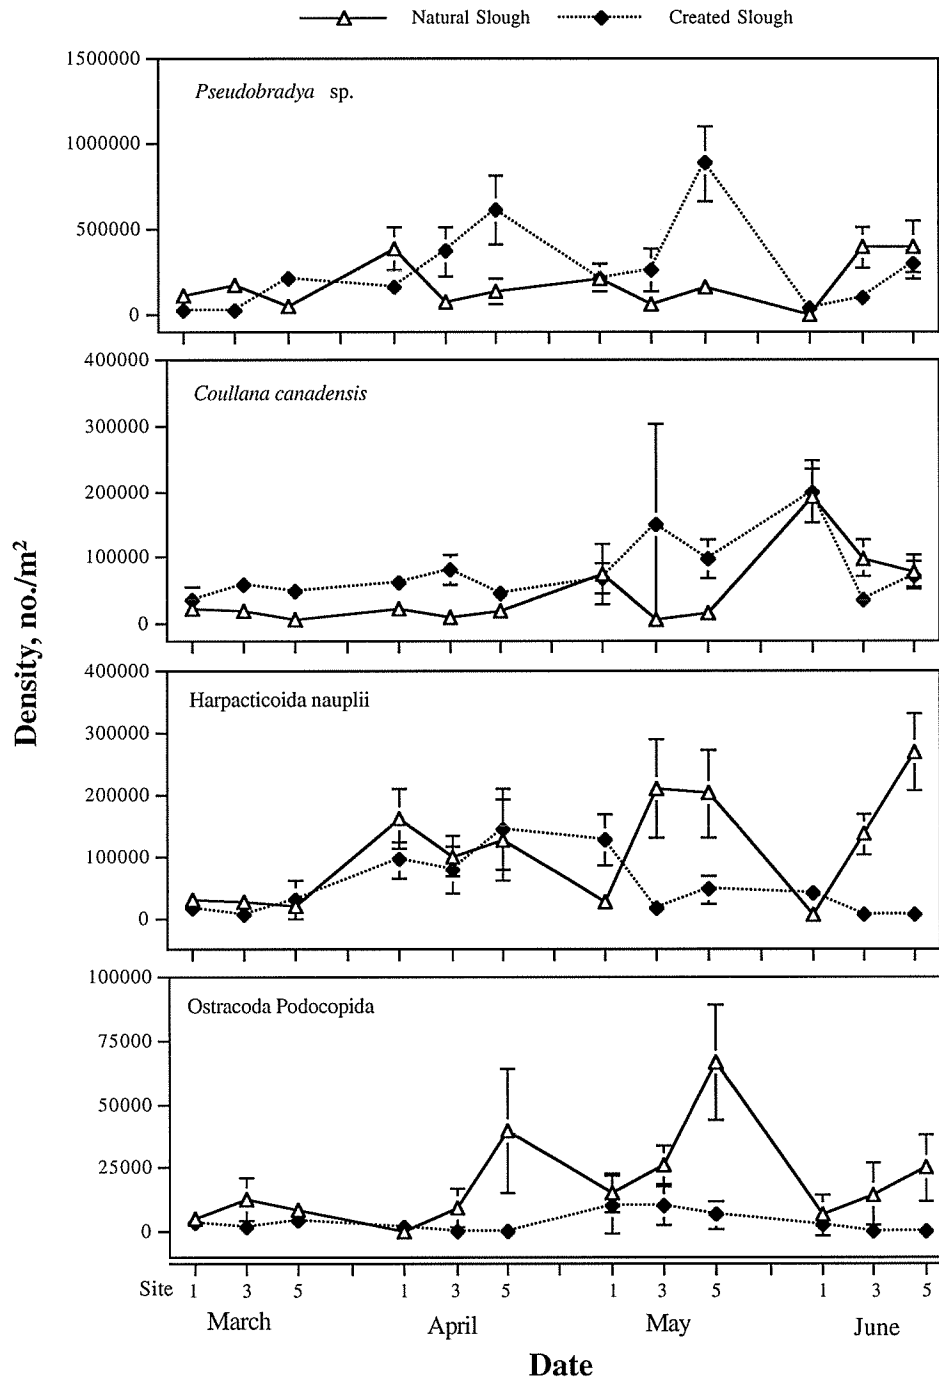 Natural Slough Created Slough
1500000
Pseudobradya sp.
1000000
500000
0
400000
Coullana canadensis
300000
200000
100000
0
Density, no./m²
400000
Harpacticoida nauplii
300000
200000
100000
0
100000
Ostracoda Podocopida
75000
50000
25000
0
Site 1 3 5 1 3 5 1 3 5 1 3 5
March April May June
Date